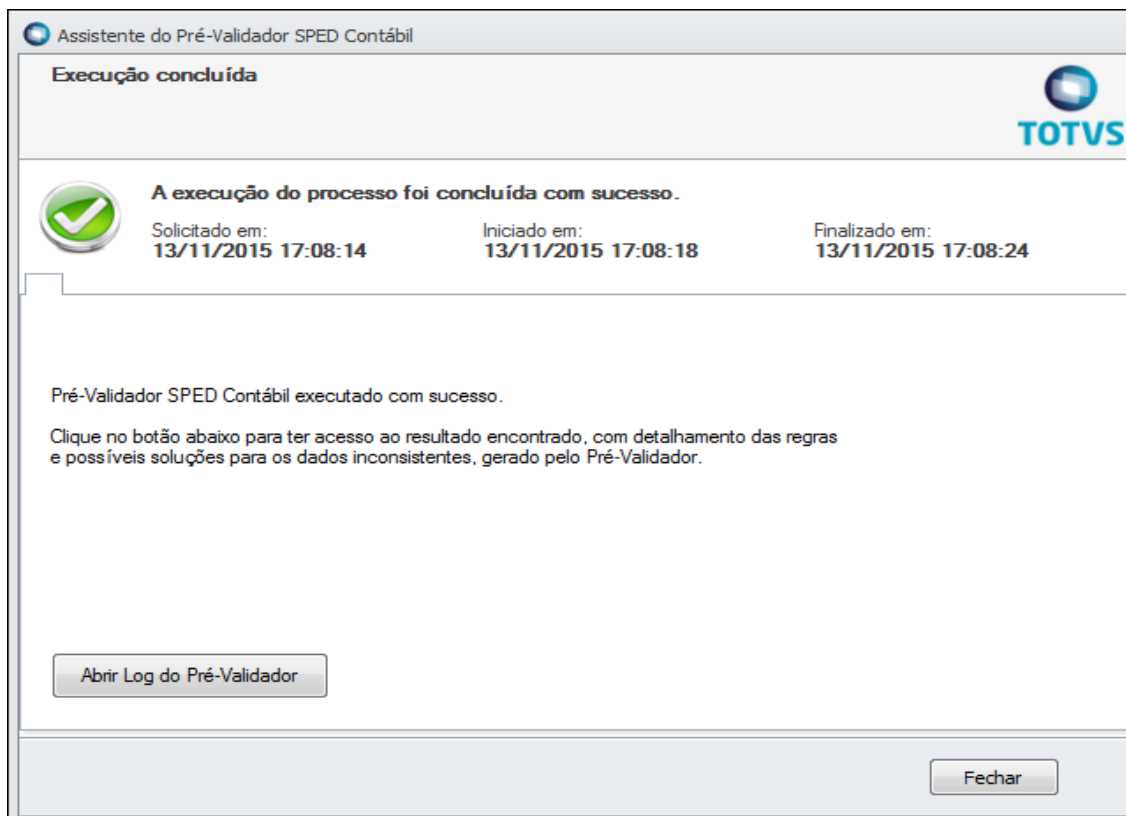 Assistente do Pré-Validador SPED Contábil
Execução concluída
TOTVS
A execução do processo foi concluída com sucesso.
Solicitado em: Iniciado em: Finalizado em:
13/11/2015 17:08:14 13/11/2015 17:08:18 13/11/2015 17:08:24
Pré-Validador SPED Contábil executado com sucesso.
Clique no botão abaixo para ter acesso ao resultado encontrado, com detalhamento das regras
e possíveis soluções para os dados inconsistentes, gerado pelo Pré-Validador.
Abrir Log do Pré-Validador
Fechar